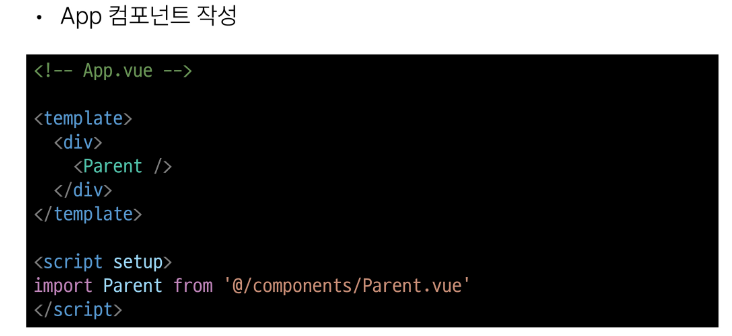 • App 컴포넌트 작성
<!-- App.vue -->
<template>
  <div>
    <Parent />
  </div>
</template>
<script setup>
import Parent from '@/components/Parent.vue'
</script>